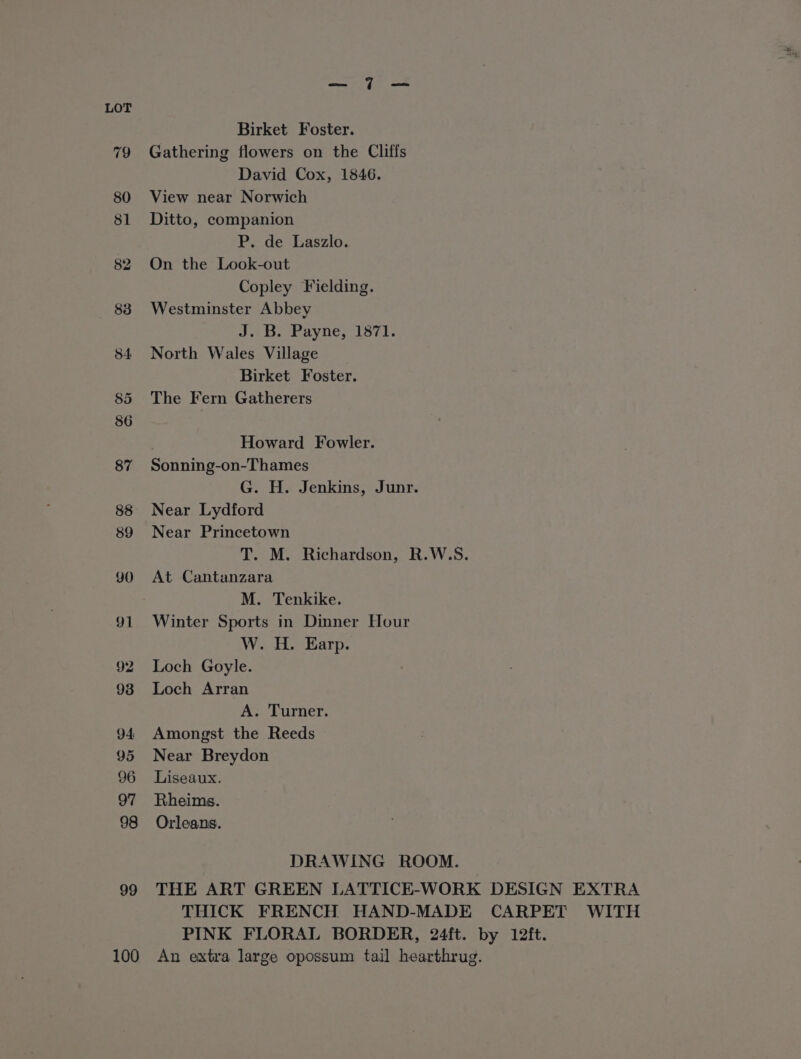 — 7 —
LOT
Birket Foster.
79 Gathering flowers on the Cliffs
David Cox, 1846.
80 View near Norwich
81 Ditto, companion
P. de Laszlo.
82 On the Look-out
Copley Fielding.
83 Westminster Abbey
J. B. Payne, 1871.
84 North Wales Village
Birket Foster.
85 The Fern Gatherers
86
Howard Fowler.
87 Sonning-on-Thames
G. H. Jenkins, Junr.
88 Near Lydford
89 Near Princetown
T. M. Richardson, R.W.S.
90 At Cantanzara
M. Tenkike.
91 Winter Sports in Dinner Hour
W. H. Earp.
92 Loch Goyle.
93 Loch Arran
A. Turner.
94 Amongst the Reeds
95 Near Breydon
96 Liseaux.
97 Rheims.
98 Orleans.
DRAWING ROOM.
99 THE ART GREEN LATTICE-WORK DESIGN EXTRA
THICK FRENCH HAND-MADE CARPET WITH
PINK FLORAL BORDER, 24ft. by 12ft.
100 An extra large opossum tail hearthrug.